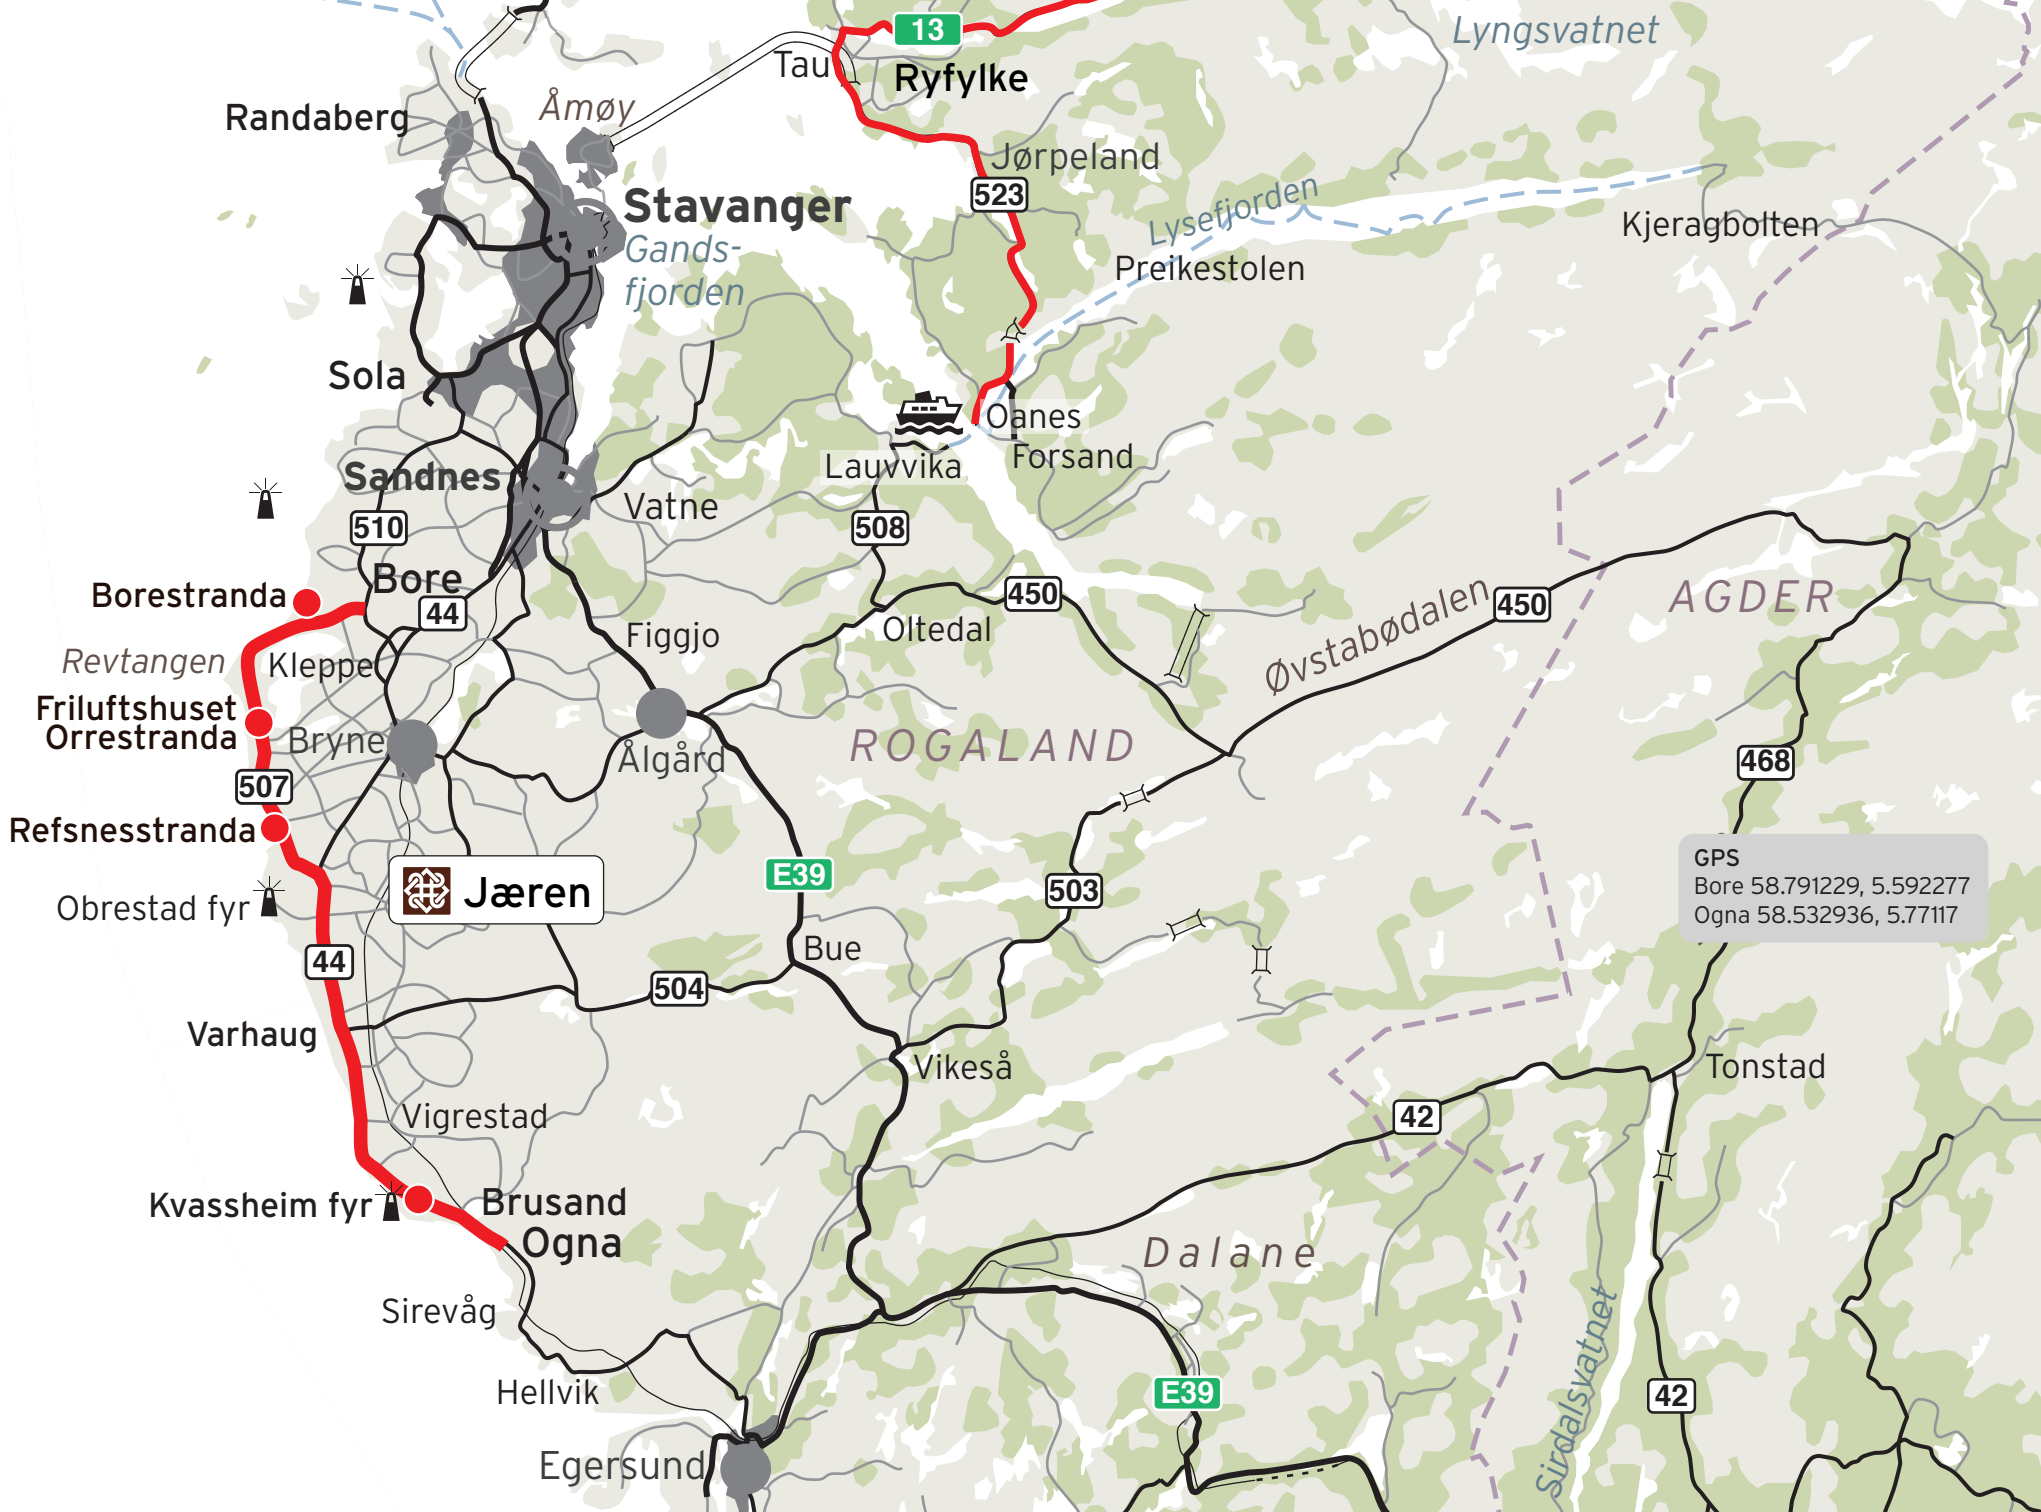 Lyngsvatnet
13
Tau
Ryfylke
Åmøy
Randaberg
Jørpeland
523
Stavanger
Lysefjorden
Kjeragbolten
Gands-
fjorden
Preikestolen
Sola
Oanes
Forsand
Lauvvika
Sandnes
Vatne
510
508
Bore
Borestranda
44
450
450
Øvstabødalen
AGDER
Oltedal
Figgjo
Revtangen
Kleppe
Friluftshuset
Orrestranda
Bryne
Ålgård
ROGALAND
468
507
Refsnesstranda
GPS
Bore 58.791229, 5.592277
Ogna 58.532936, 5.77117
E39
503
Jæren
Obrestad fyr
44
Bue
504
Varhaug
Vikeså
Tonstad
42
Vigrestad
Kvassheim fyr
Brusand
Ogna
Dalane
Sirevåg
Hellvik
E39
42
Sirdalsvatnet
Egersund